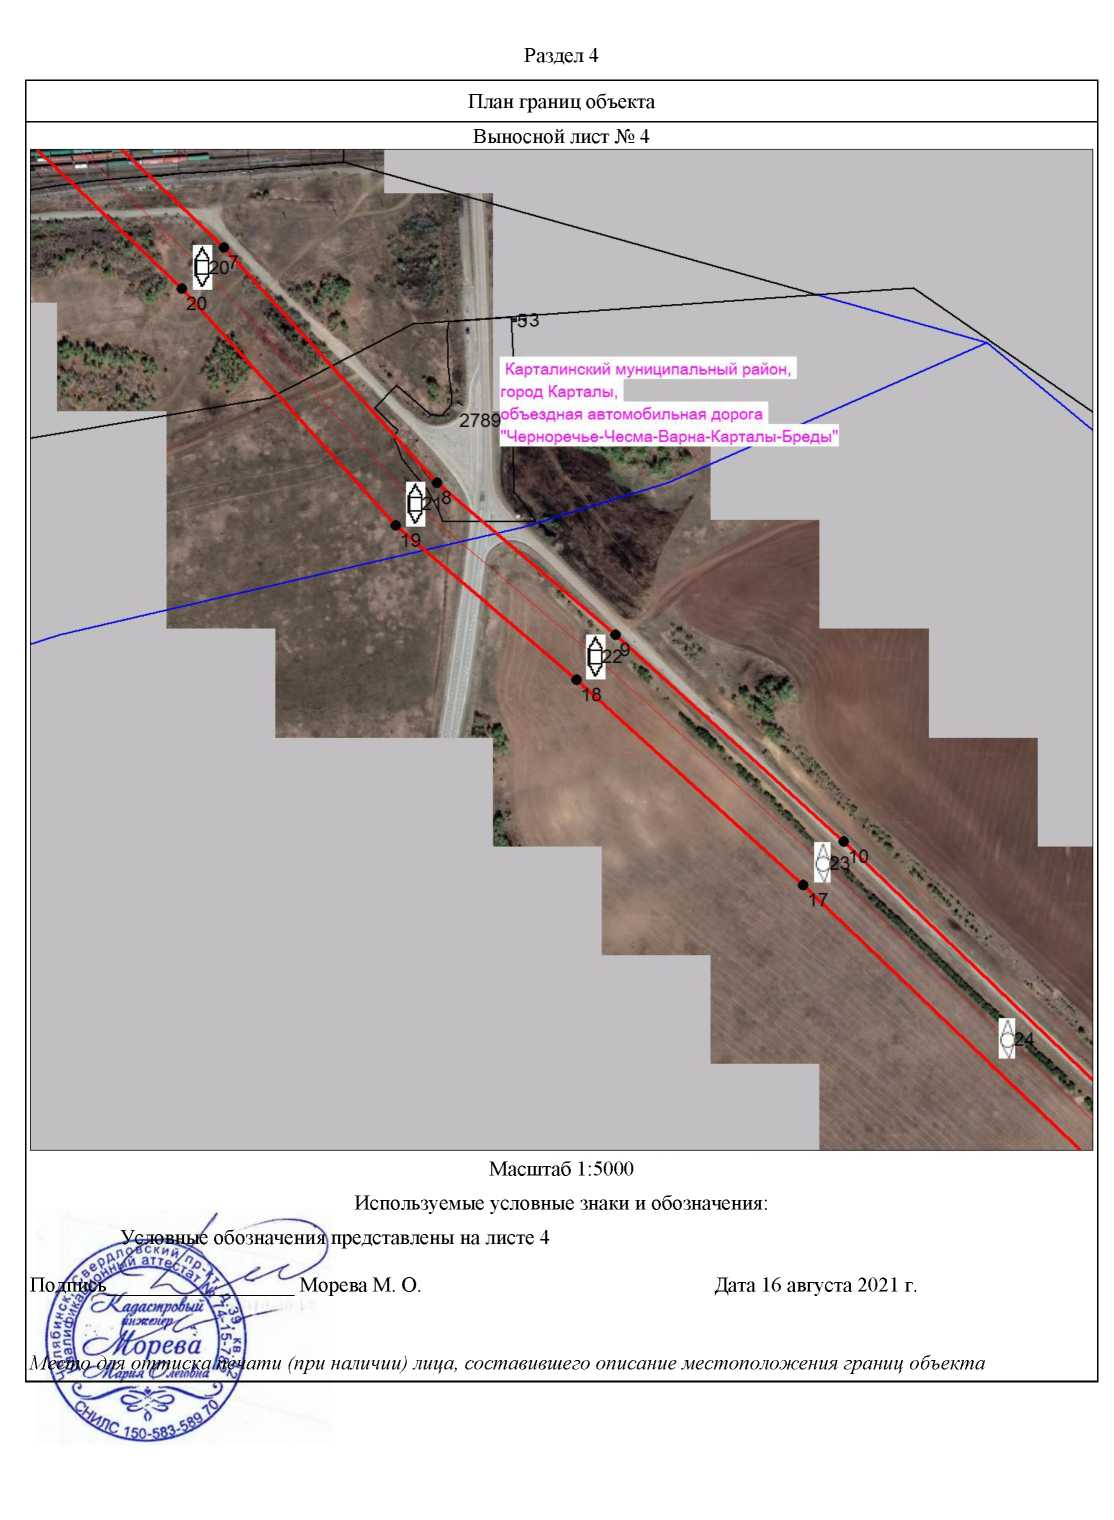 Раздел 4
План границ объекта
Выносной лист № 4
7
20
20
53
Карталинский муниципальный район,
город Карталы,
объездная автомобильная дорога
"Черноречье-Чесма-Варна-Карталы-Бреды"
2789
8
21
19
9
22
18
10
23
17
24
Масштаб 1:5000
Используемые условные знаки и обозначения:
Условные обозначения представлены на листе 4
Подпись Морева М. О.
Дата 16 августа 2021 г.
Место для оттиска печати (при наличии) лица, составившего описание местоположения границ объекта
Кадастровый
инженер
Морева
Мария Олеговна
СНИЛС 150-583-589 70